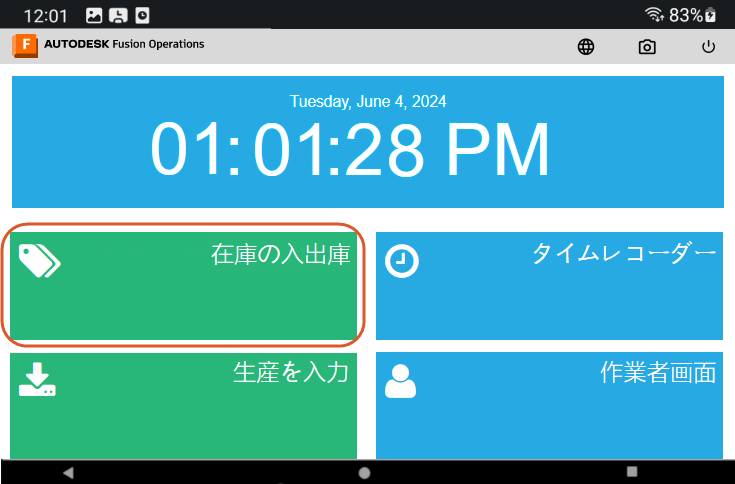 12:01
83%
F AUTODESK Fusion Operations
Tuesday, June 4, 2024
01:01:28 PM
在庫の入出庫
タイムレコーダー
生産を入力
作業者画面